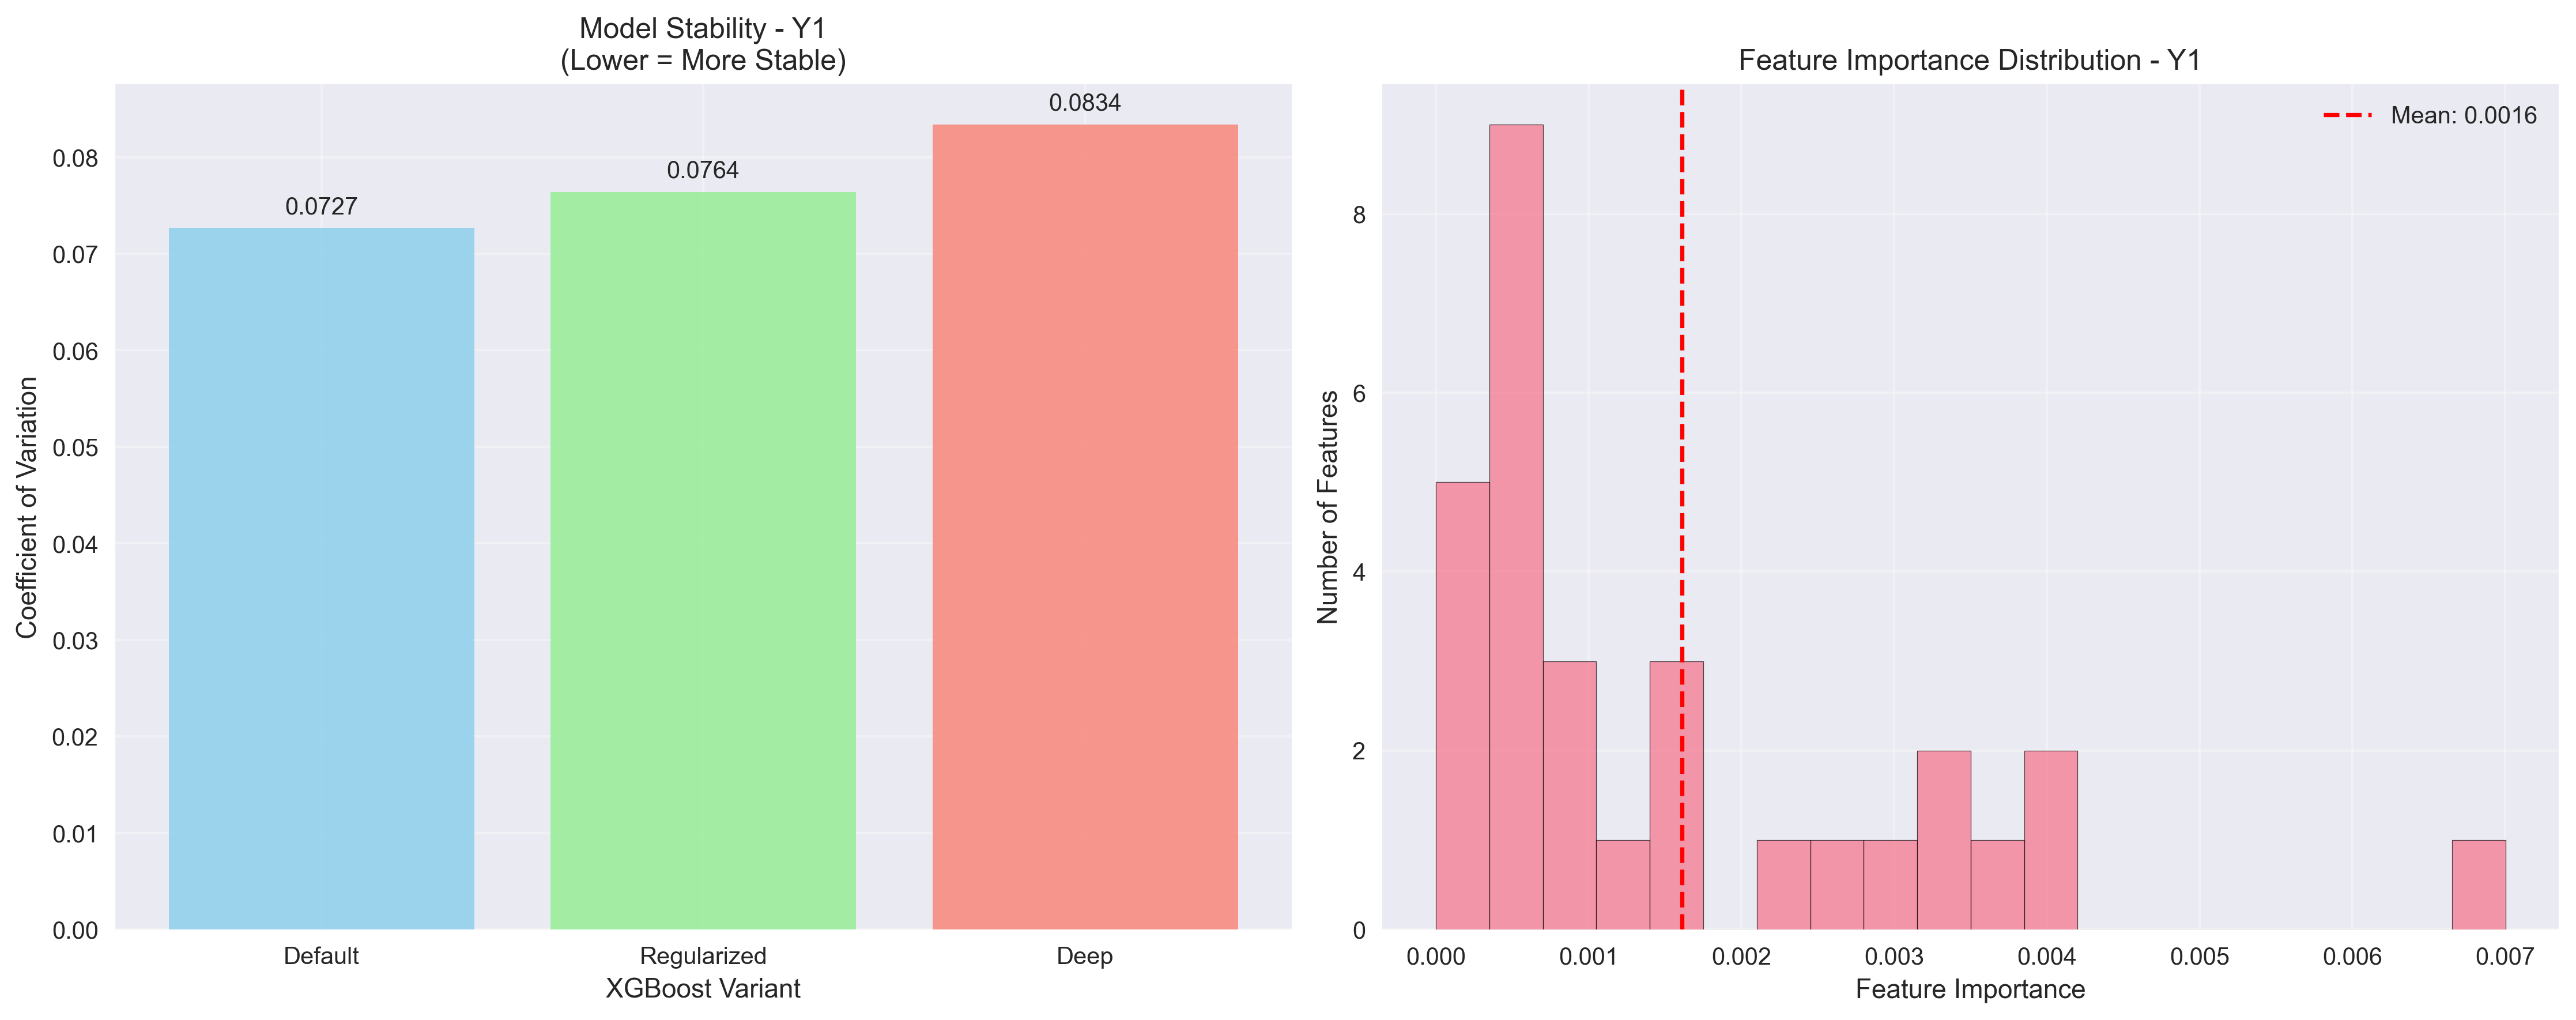 Model Stability - Y1
(Lower = More Stable)
0.0727
0.0764
0.0834
0.08
0.07
0.06
0.05
0.04
0.03
0.02
0.01
0.00
Coefficient of Variation
Default
Regularized
Deep
XGBoost Variant
Feature Importance Distribution - Y1
Mean: 0.0016
8
6
4
2
0
Number of Features
0.000
0.001
0.002
0.003
0.004
0.005
0.006
0.007
Feature Importance